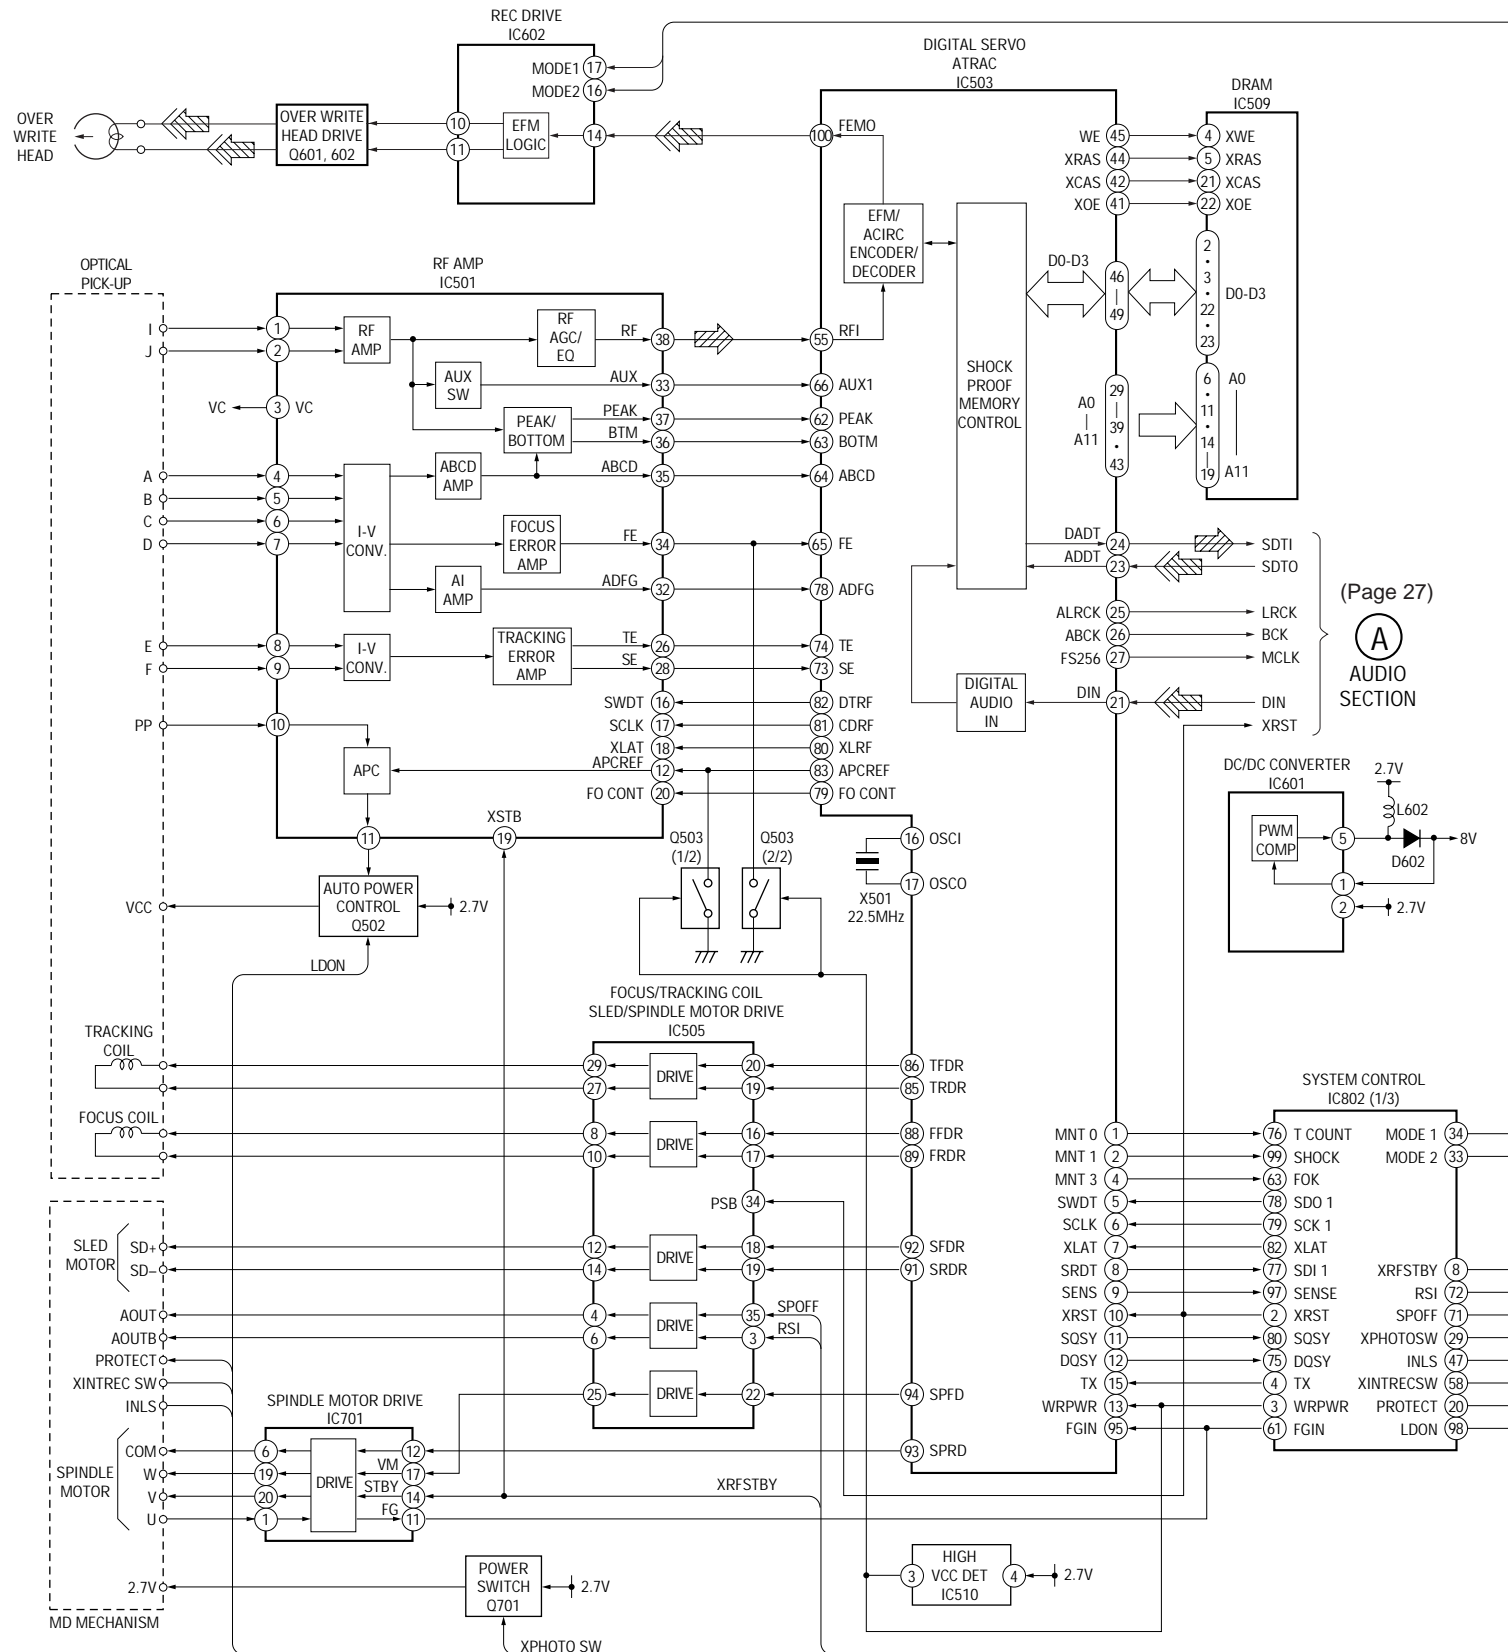 REC DRIVE
IC602
MODE1 17
MODE2 16
10
11
EFM
LOGIC
14
OVER
WRITE
HEAD
OVER WRITE
HEAD DRIVE
Q601, 602
DIGITAL SERVO
ATRAC
IC503
100 FEMO
EFM/
ACIRC
ENCODER/
DECODER
SHOCK
PROOF
MEMORY
CONTROL
WE 45
XRAS 44
XCAS 42
XOE 41
D0-D3
46
49
A0
A11
29
39
43
DRAM
IC509
4 XWE
5 XRAS
21 XCAS
22 XOE
2
3
22
23
D0-D3
6
11
14
19
A0
A11
OPTICAL
PICK-UP
I
J
VC
A
B
C
D
E
F
PP
VCC
RF AMP
IC501
1
2
3 VC
4
5
6
7
8
9
10
RF
AMP
RF
AGC/
EQ
AUX
SW
PEAK/
BOTTOM
ABCD
AMP
I-V
CONV.
FOCUS
ERROR
AMP
AI
AMP
I-V
CONV.
TRACKING
ERROR
AMP
APC
RF 38
AUX 33
PEAK 37
BTM 36
ABCD 35
FE 34
ADFG 32
TE 26
SE 28
SWDT 16
SCLK 17
XLAT 18
APCREF 12
FO CONT 20
11
XSTB
19
55 RFI
66 AUX1
62 PEAK
63 BOTM
64 ABCD
65 FE
78 ADFG
74 TE
73 SE
82 DTRF
81 CDRF
80 XLRF
83 APCREF
79 FO CONT
DADT 24
ADDT 23
ALRCK 25
ABCK 26
FS256 27
DIN 21
DIGITAL
AUDIO
IN
SDTI
SDTO
LRCK
BCK
MCLK
DIN
XRST
(Page 27)
A
AUDIO
SECTION
DC/DC CONVERTER
IC601
PWM
COMP
5
1
2
2.7V
L602
D602
8V
2.7V
AUTO POWER
CONTROL
Q502
2.7V
LDON
Q503
(1/2)
Q503
(2/2)
16 OSCI
17 OSCO
X501
22.5MHz
FOCUS/TRACKING COIL
SLED/SPINDLE MOTOR DRIVE
IC505
TRACKING
COIL
29 DRIVE 20
27 19
86 TFDR
85 TRDR
FOCUS COIL
8 DRIVE 16
10 17
88 FFDR
89 FRDR
PSB 34
SLED
MOTOR
SD+
SD–
12 DRIVE 18
14 19
92 SFDR
91 SRDR
AOUT
AOUTB
4 DRIVE 35
6 3
SPOFF
RSI
PROTECT
XINTREC SW
INLS
25 DRIVE 22
94 SPFD
93 SPRD
SPINDLE MOTOR DRIVE
IC701
SPINDLE
MOTOR
COM
W
V
U
6
19
20
1
DRIVE
12
VM 17
STBY 14
FG 11
XRFSTBY
2.7V
MD MECHANISM
POWER
SWITCH
Q701
2.7V
XPHOTO SW
3
HIGH
VCC DET
IC510
4
2.7V
SYSTEM CONTROL
IC802 (1/3)
MNT 0 1
MNT 1 2
MNT 3 4
SWDT 5
SCLK 6
XLAT 7
SRDT 8
SENS 9
XRST 10
SQSY 11
DQSY 12
TX 15
WRPWR 13
FGIN 95
76 T COUNT
99 SHOCK
63 FOK
78 SDO 1
79 SCK 1
82 XLAT
77 SDI 1
97 SENSE
2 XRST
80 SQSY
75 DQSY
4 TX
3 WRPWR
61 FGIN
MODE 1 34
MODE 2 33
XRFSTBY 8
RSI 72
SPOFF 71
XPHOTOSW 29
INLS 47
XINTRECSW 58
PROTECT 20
LDON 98